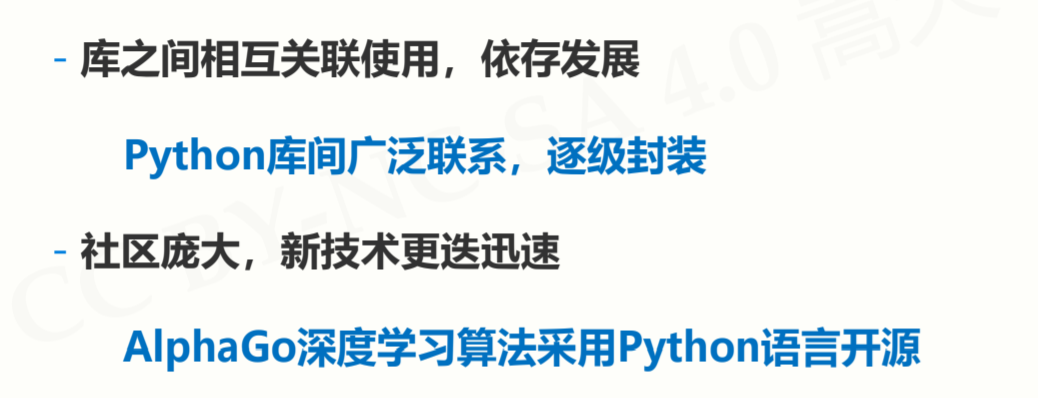 - 库之间相互关联使用，依存发展
Python库间广泛联系，逐级封装
- 社区庞大，新技术更迭迅速
AlphaGo深度学习算法采用Python语言开源
CC BY-NC SA 4.0 高天